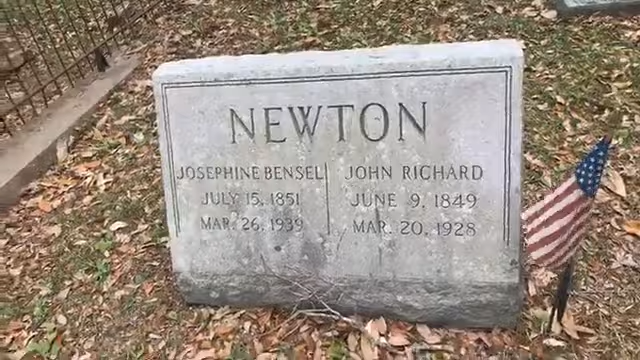 NEWTON
JOSEPHINE BENSEL
JULY 15, 1851
MAR. 26, 1939
JOHN RICHARD
JUNE 9, 1849
MAR. 20, 1928